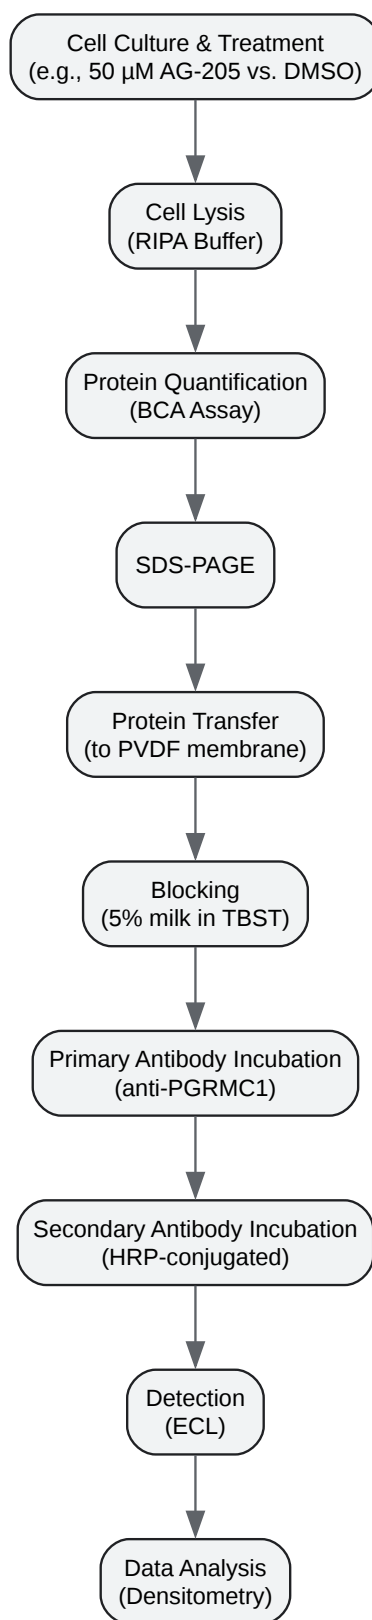 Cell Culture & Treatment
(e.g., 50 µM AG-205 vs. DMSO)
Cell Lysis
(RIPA Buffer)
Protein Quantification
(BCA Assay)
SDS-PAGE
Protein Transfer
(to PVDF membrane)
Blocking
(5% milk in TBST)
Primary Antibody Incubation
(anti-PGRMC1)
Secondary Antibody Incubation
(HRP-conjugated)
Detection
(ECL)
Data Analysis
(Densitometry)